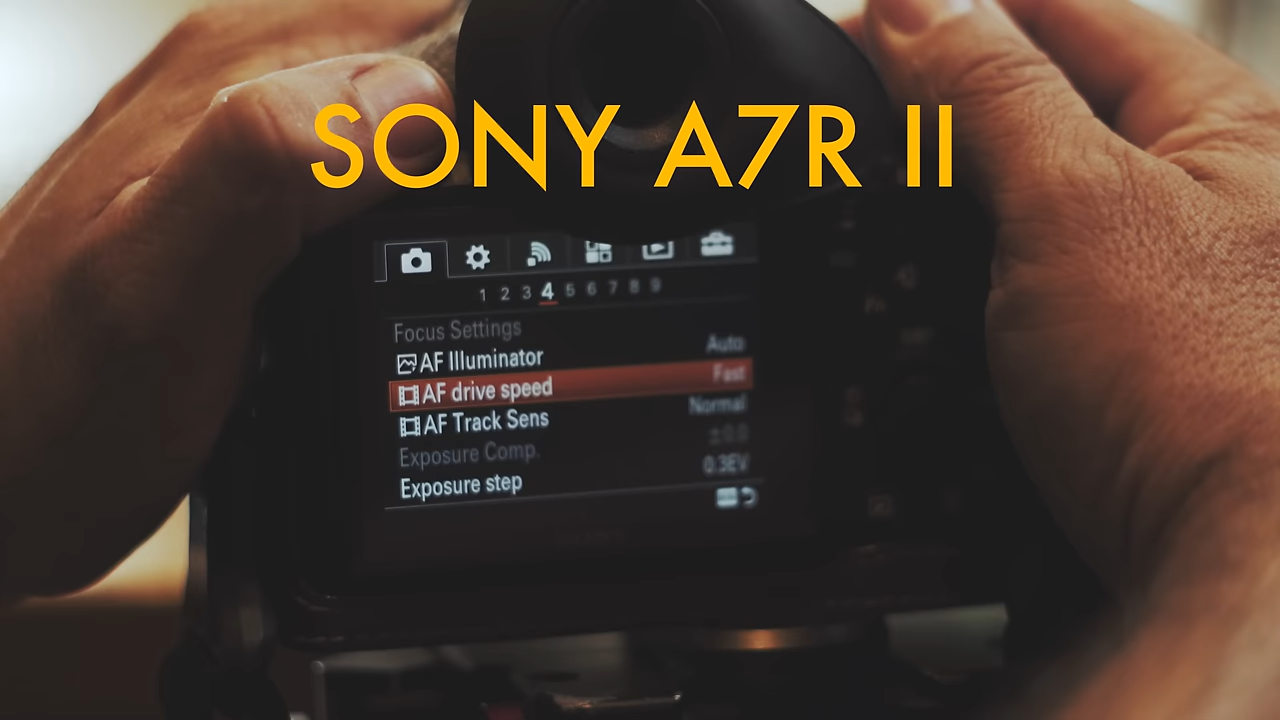 SONY A7R II
1 2 3 4 5 6 7 8 9
Focus Settings
AF Illuminator Auto
AF drive speed Fast
AF Track Sens Normal
Exposure Comp. ±0.0
Exposure step 0.3EV